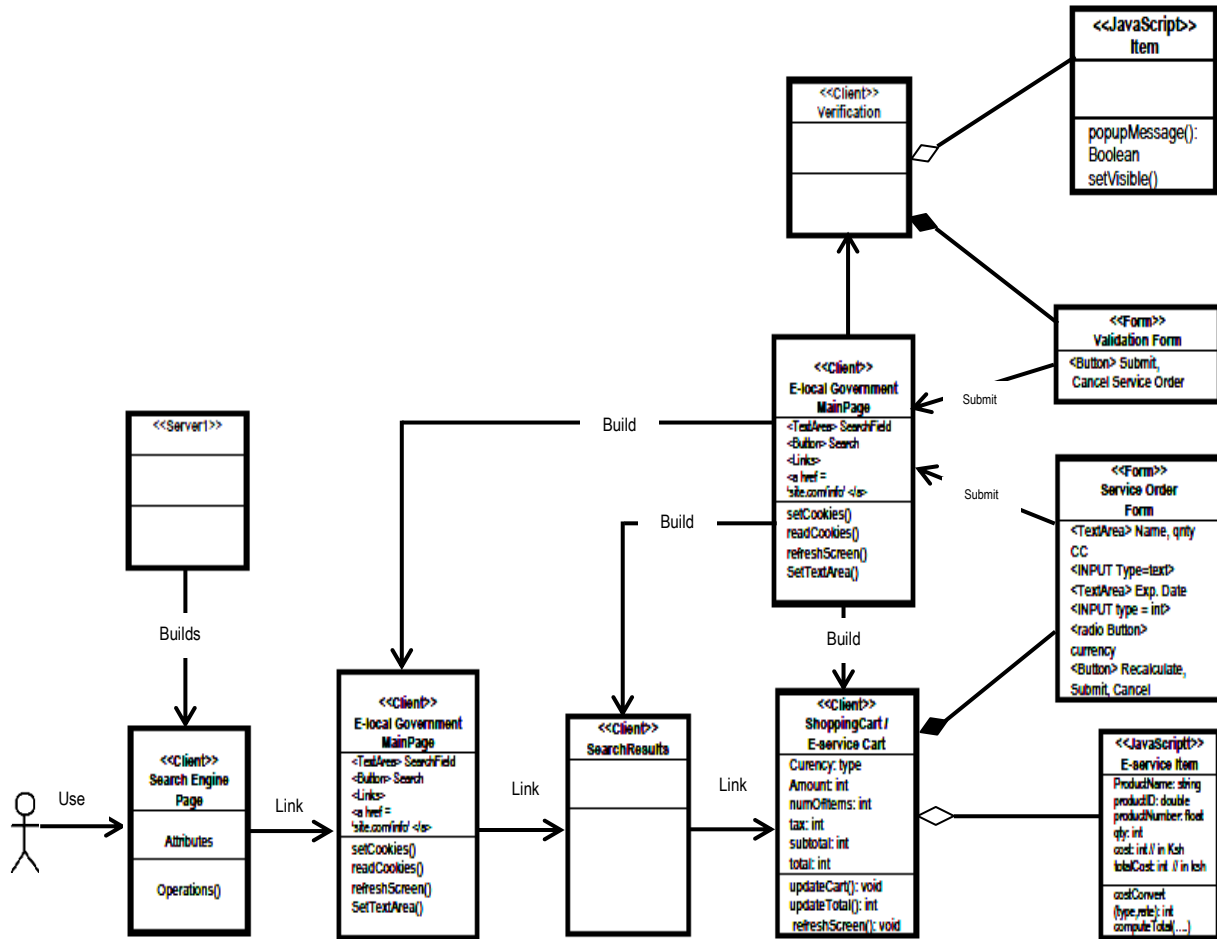 <<JavaScript>>
Item
popupMessage():
Boolean
setVisible()
<<Client>>
Verification
<<Form>>
Validation Form
<Button> Submit,
Cancel Service Order
Submit
<<Client>>
E-local Government
MainPage
<TextArea> SearchField
<Button> Search
<Links>
<a href =
'site.com/info' </a>
setCookies()
readCookies()
refreshScreen()
SetTextArea()
Build
Build
Build
<<Server1>>
Builds
Submit
<<Form>>
Service Order
Form
<TextArea> Name, qnty
CC
<INPUT Type=text>
<TextArea> Exp. Date
<INPUT type = int>
<radio Button>
currency
<Button> Recalculate,
Submit, Cancel
Use
<<Client>>
Search Engine
Page
Attributes
Operations()
Link
<<Client>>
E-local Government
MainPage
<TextArea> SearchField
<Button> Search
<Links>
<a href =
'site.com/info' </a>
setCookies()
readCookies()
refreshScreen()
SetTextArea()
Link
<<Client>>
SearchResults
Link
<<Client>>
ShoppingCart /
E-service Cart
Curency: type
Amount: int
numOfItems: int
tax: int
subtotal: int
total: int
updateCart(): void
updateTotal(): int
refreshScreen(): void
<<JavaScriptt>>
E-service Item
ProductName: string
productID: double
productNumber: float
qty: int
cost: int // in Ksh
totalCost: int // in ksh
costConvert
(type,rate): int
computeTotal(....)